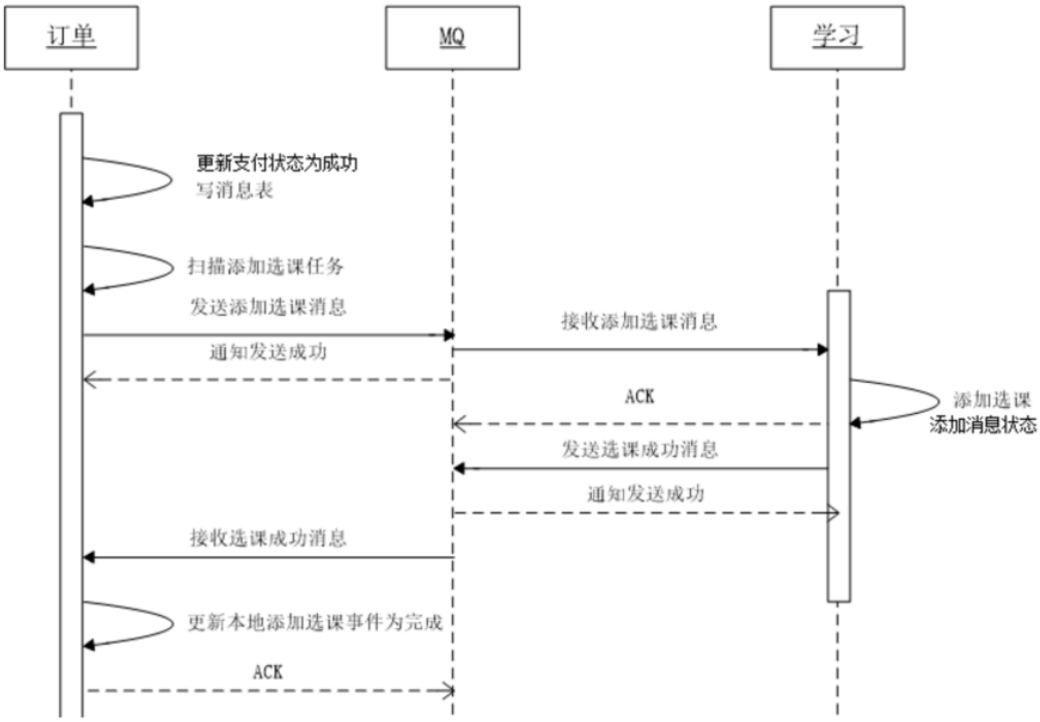 订单
MQ
学习
更新支付状态为成功
写消息表
扫描添加选课任务
发送添加选课消息
接收添加选课消息
通知发送成功
ACK
添加选课
添加消息状态
发送选课成功消息
通知发送成功
接收选课成功消息
更新本地添加选课事件为完成
ACK